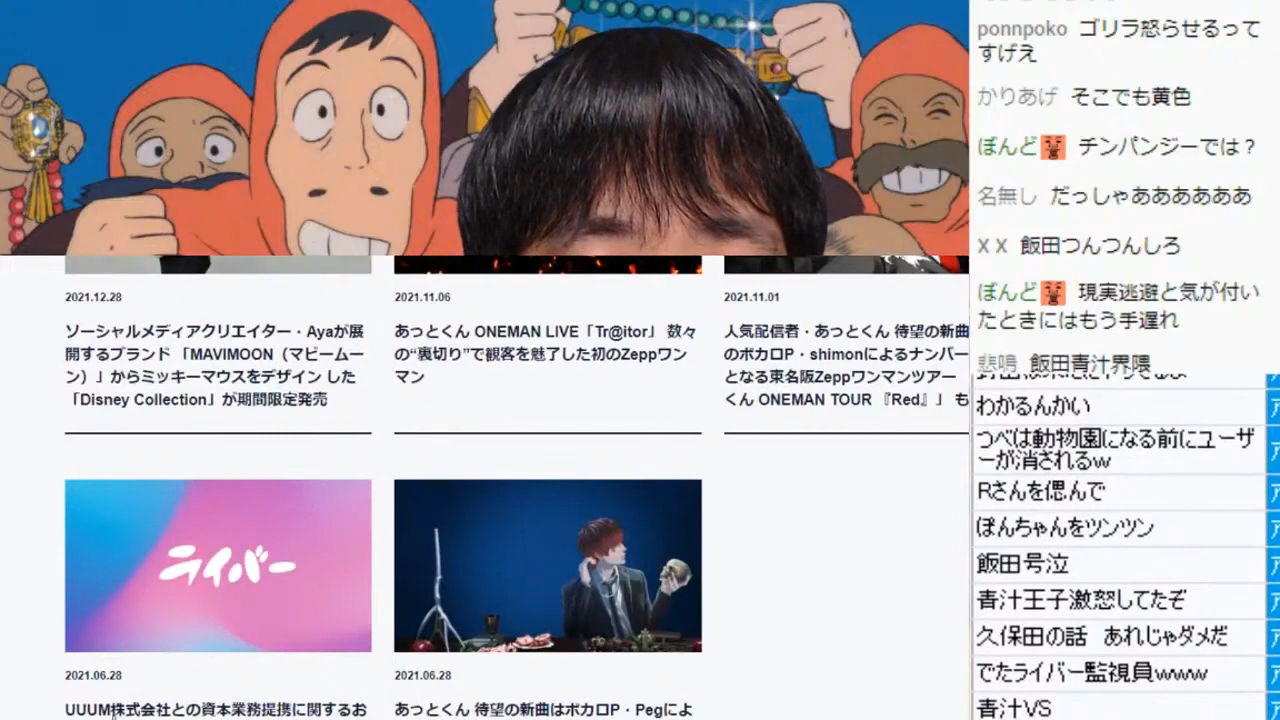 2021.12.28
ソーシャルメディアクリエイター・Ayaが展
開するブランド 「MAVIMOON（マビームー
ン）」からミッキーマウスをデザイン した
「Disney Collection」が期間限定発売
2021.11.06
あっとくん ONEMAN LIVE「Tr@itor」 数々
の“裏切り”で観客を魅了した初のZeppワン
マン
2021.11.01
人気配信者・あっとくん 待望の新曲
のボカロP・shimonによるナンバー
となる東名阪Zeppワンマンツアー
くん ONEMAN TOUR 『Red』」 も
ライバー
2021.06.28
UUUM株式会社との資本業務提携に関するお
2021.06.28
あっとくん 待望の新曲はボカロP・Pegによ
ponnpoko ゴリラ怒らせるって
すげえ
かりあげ そこでも黄色
ぼんど チンパンジーでは？
名無し だっしゃああああああ
x x 飯田つんつんしろ
ぼんど 現実逃避と気が付い
たときにはもう手遅れ
悲鳴 飯田青汁界隈
わかるんかい
つべは動物園になる前にユーザ
ーが消されるw
Rさんを偲んで
ぽんちゃんをツンツン
飯田号泣
青汁王子激怒してたぞ
久保田の話 あれじゃダメだ
でたライバー監視員www
青汁VS